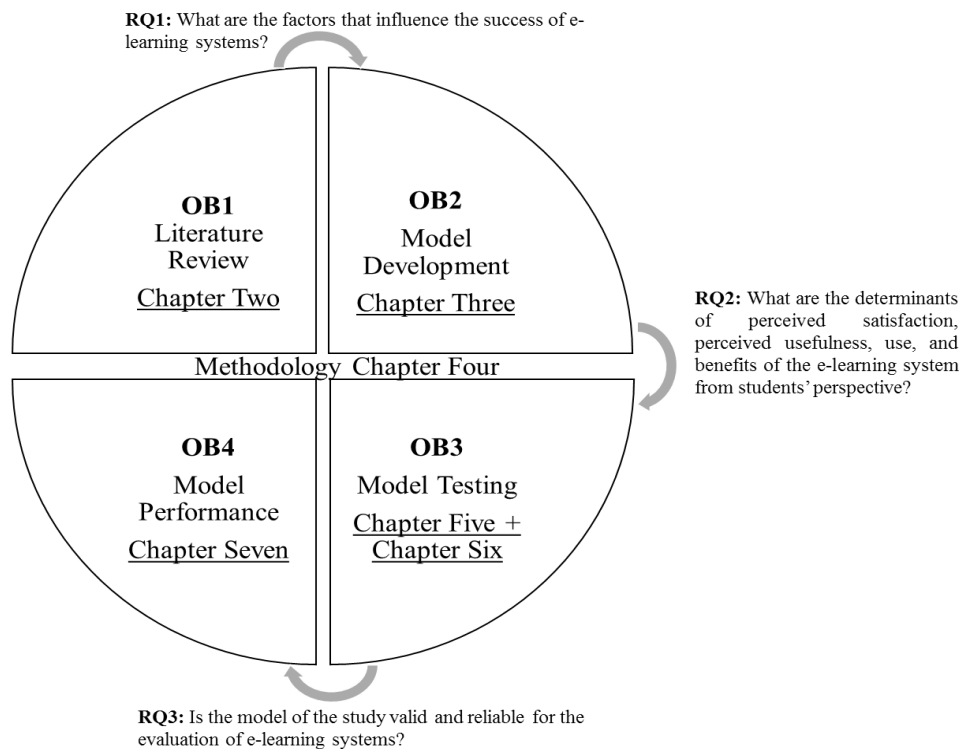 RQ1: What are the factors that influence the success of e-
learning systems?
OB1
Literature
Review
Chapter Two
OB2
Model
Development
Chapter Three
RQ2: What are the determinants
of perceived satisfaction,
perceived usefulness, use, and
benefits of the e-learning system
from students' perspective?
Methodology Chapter Four
OB4
Model
Performance
Chapter Seven
OB3
Model Testing
Chapter Five +
Chapter Six
RQ3: Is the model of the study valid and reliable for the
evaluation of e-learning systems?